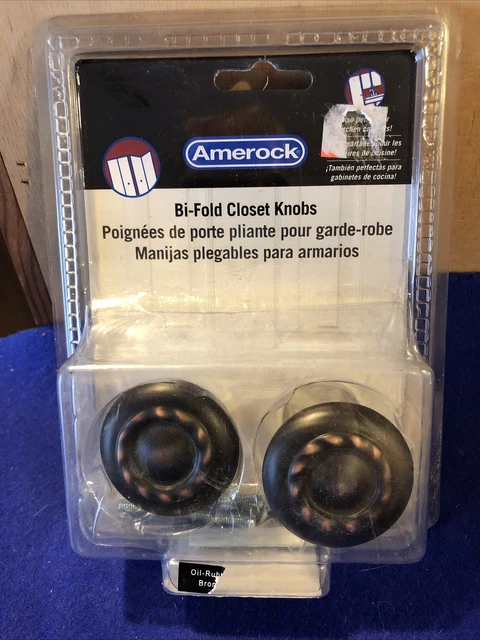 Amerock
¡También perfectas para
gabinetes de cocina!
Bi-Fold Closet Knobs
Poignées de porte pliante pour garde-robe
Manijas plegables para armarios
Oil-Rub
Bro